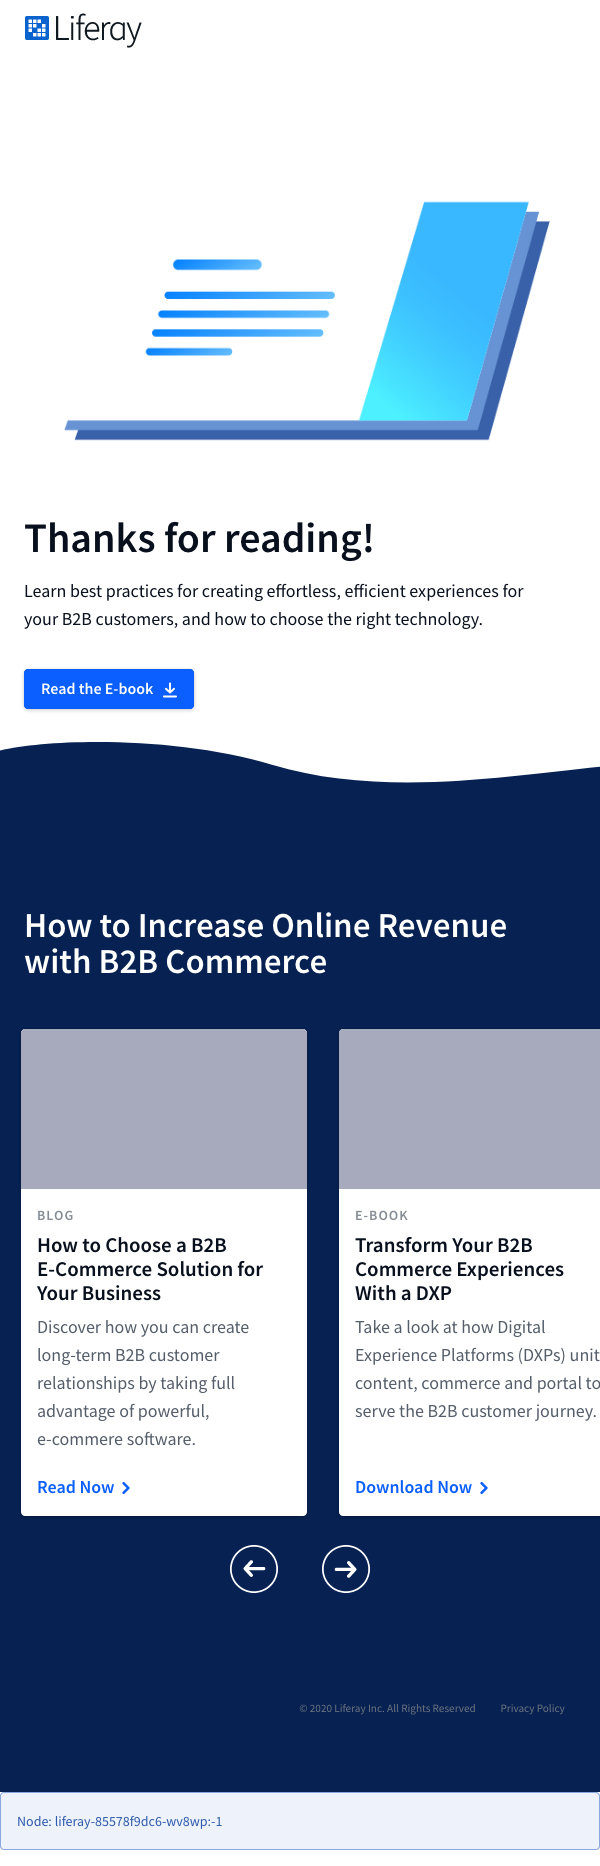 Liferay
Thanks for reading!
Learn best practices for creating effortless, efficient experiences for
your B2B customers, and how to choose the right technology.
Read the E-book
How to Increase Online Revenue
with B2B Commerce
BLOG
How to Choose a B2B
E-Commerce Solution for
Your Business
Discover how you can create
long-term B2B customer
relationships by taking full
advantage of powerful,
e-commere software.
Read Now
E-BOOK
Transform Your B2B
Commerce Experiences
With a DXP
Take a look at how Digital
Experience Platforms (DXPs) unit
content, commerce and portal to
serve the B2B customer journey.
Download Now
© 2020 Liferay Inc. All Rights Reserved
Privacy Policy
Node: liferay-85578f9dc6-wv8wp:-1